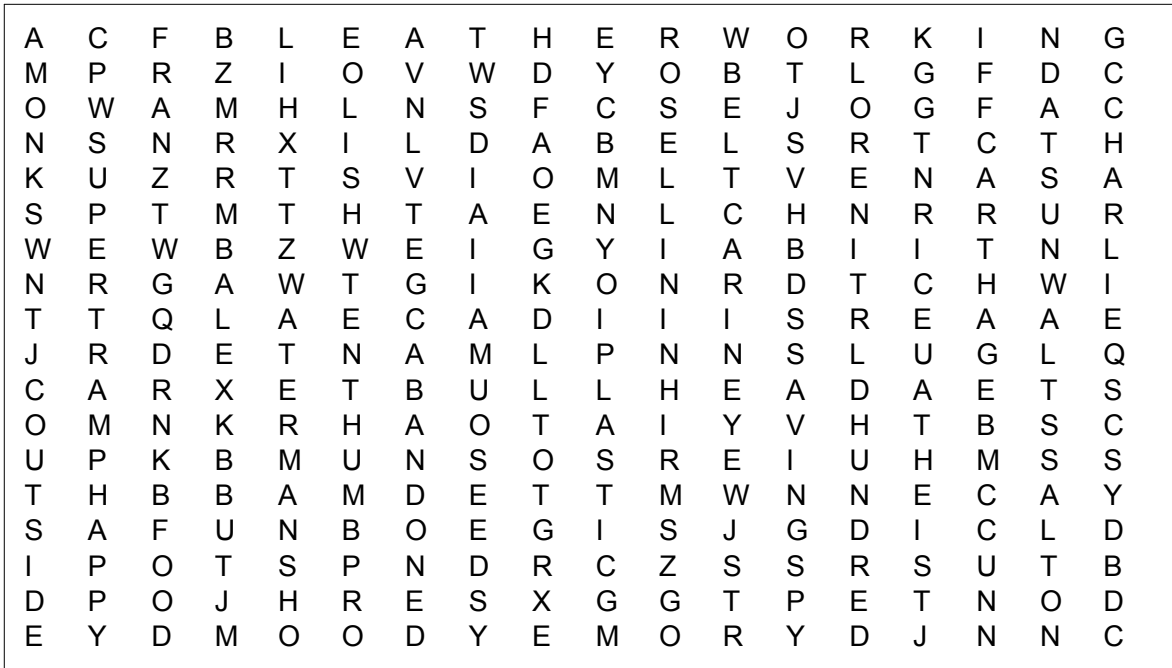 A C F B L E A T H E R W O R K I N G
M P R Z I O V W D Y O B T L G F D C
O W A M H L N S F C S E J O G F A C
N S N R X I L D A B E L S R T C T H
K U Z R T S V I O M L T V E N A S A
S P T M T H T A E N L C H N R R U R
W E W B Z W E I G Y I A B I I T N L
N R G A W T G I K O N R D T C H W I
T T Q L A E C A D I I I S R E A A E
J R D E T N A M L P N N S L U G L Q
C A R X E T B U L L H E A D A E T S
O M N K R H A O T A I Y V H T B S C
U P K B M U N S O S R E I U H M S S
T H B B A M D E T T M W N N E C A Y
S A F U N B O E G I S J G D I C L D
I P O T S P N D R C Z S S R S U T B
D P O J H R E S X G G T P E T N O D
E Y D M O O D Y E M O R Y D J N N C